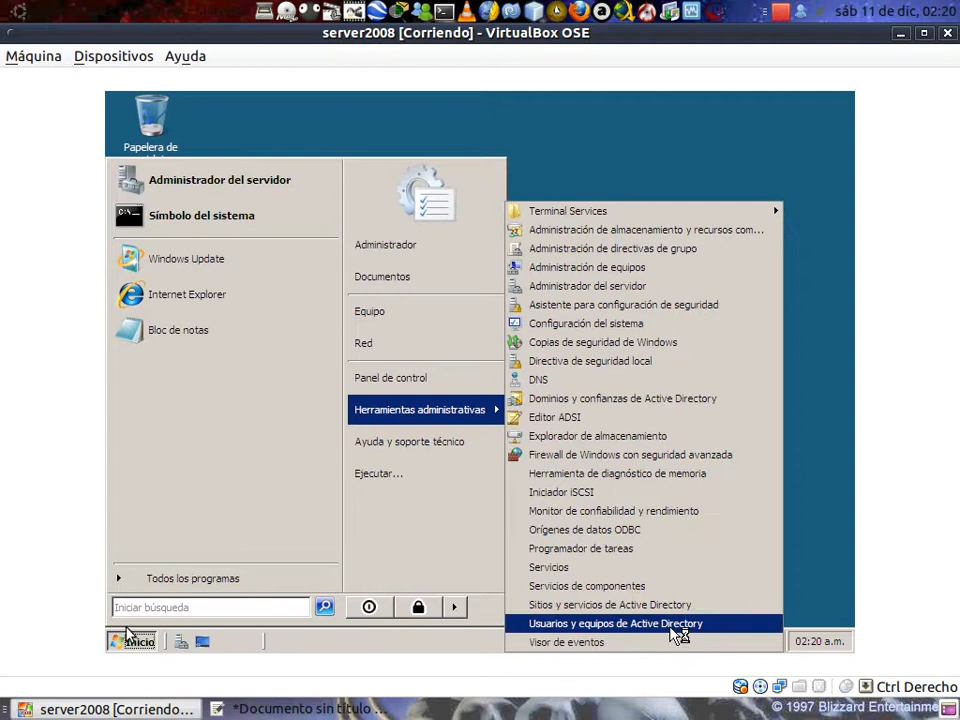 sáb 11 de dic, 02:20
server2008 [Corriendo] - VirtualBox OSE
Máquina Dispositivos Ayuda
Papelera de
Administrador del servidor
Símbolo del sistema
Windows Update
Internet Explorer
Bloc de notas
Todos los programas
Iniciar búsqueda
Administrador
Documentos
Equipo
Red
Panel de control
Herramientas administrativas
Ayuda y soporte técnico
Ejecutar...
Terminal Services
Administración de almacenamiento y recursos com...
Administración de directivas de grupo
Administración de equipos
Administrador del servidor
Asistente para configuración de seguridad
Configuración del sistema
Copias de seguridad de Windows
Directiva de seguridad local
DNS
Dominios y confianzas de Active Directory
Editor ADSI
Explorador de almacenamiento
Firewall de Windows con seguridad avanzada
Herramienta de diagnóstico de memoria
Iniciador iSCSI
Monitor de confiabilidad y rendimiento
Orígenes de datos ODBC
Programador de tareas
Servicios
Servicios de componentes
Sitios y servicios de Active Directory
Usuarios y equipos de Active Directory
Visor de eventos
Inicio
02:20 a.m.
Ctrl Derecho
server2008 [Corriendo...
*Documento sin título ...
© 1997 Blizzard Entertainme